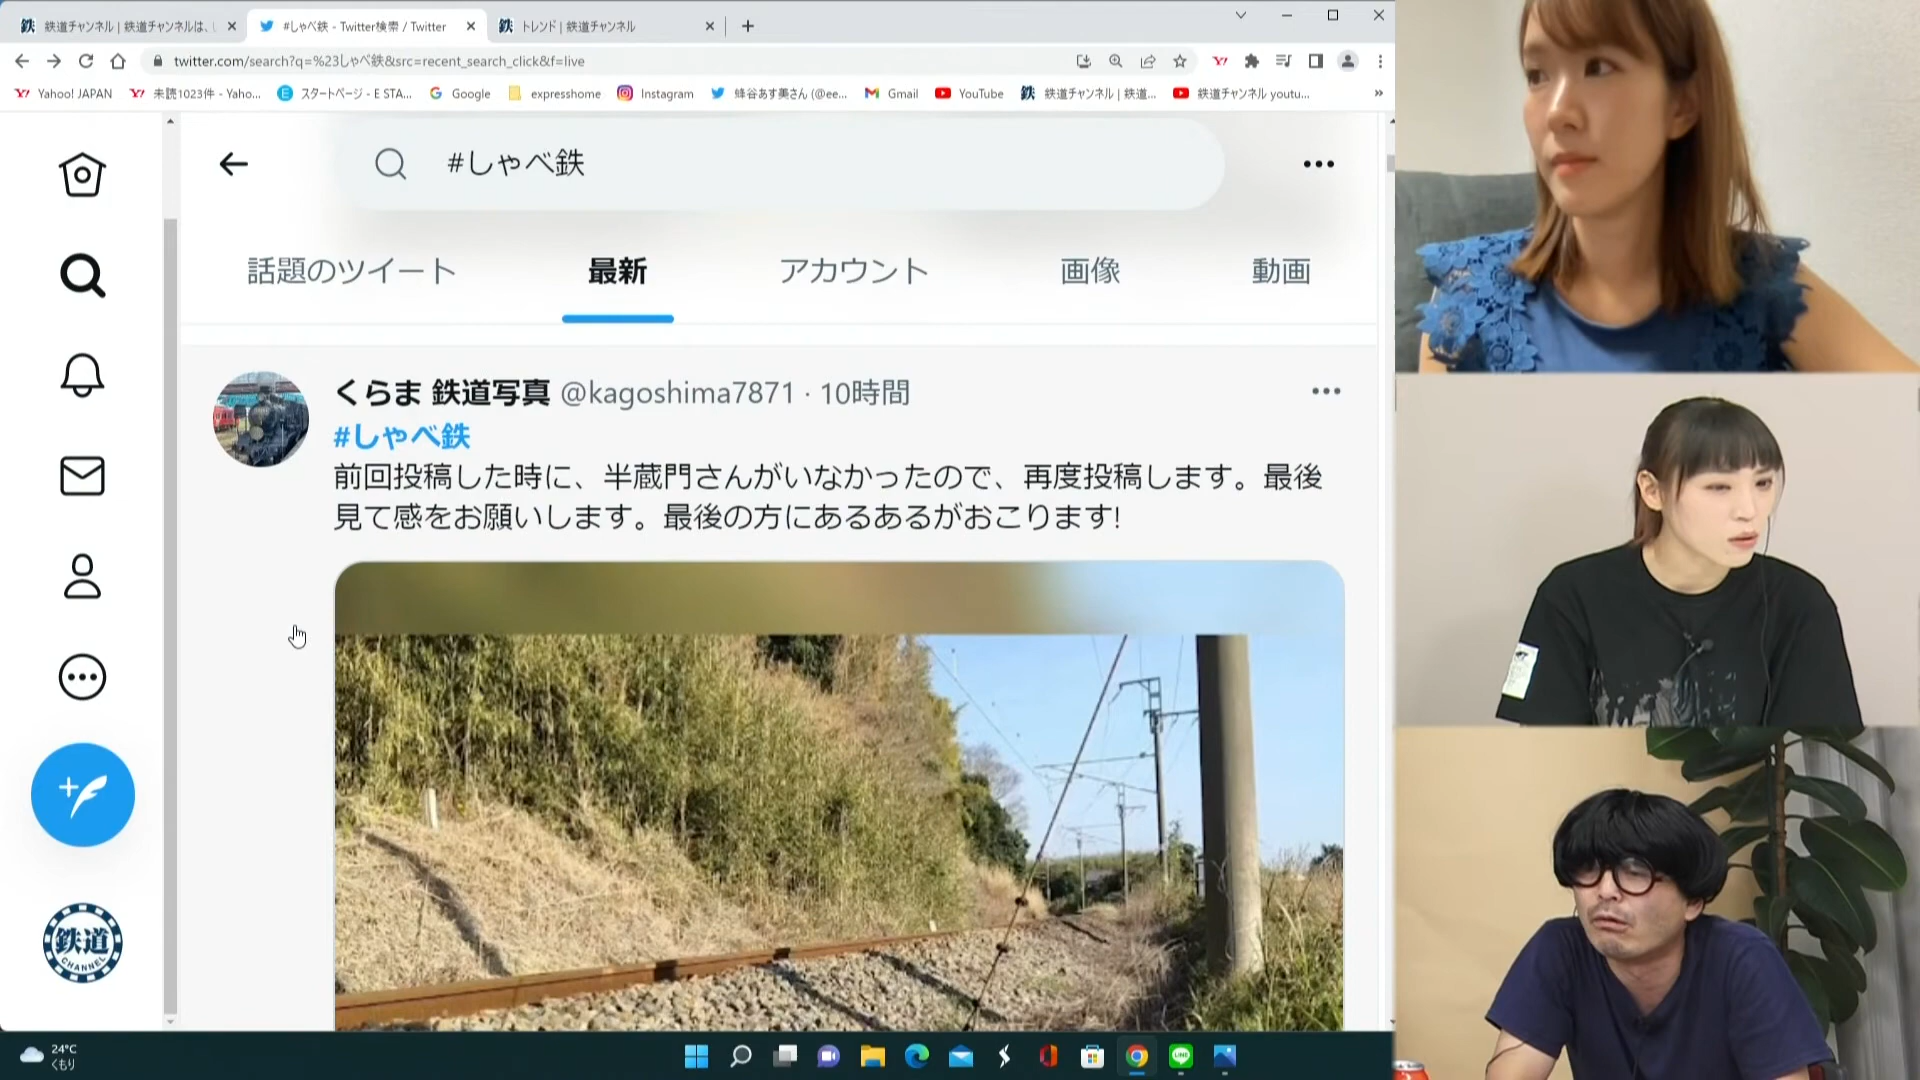 鉄道チャンネル | 鉄道チャンネルは、
#しゃべ鉄 - Twitter検索 / Twitter
トレンド | 鉄道チャンネル
twitter.com/search?q=%23しゃべ鉄&src=recent_search_click&f=live
Yahoo! JAPAN
未読1023件 - Yaho...
スタートページ - E STA...
Google
expresshome
Instagram
蜂谷あす美さん (@ee...
Gmail
YouTube
鉄道チャンネル | 鉄道...
鉄道チャンネル youtu...
#しゃべ鉄
話題のツイート
最新
アカウント
画像
動画
くらま 鉄道写真 @kagoshima7871 · 10時間
#しゃべ鉄
前回投稿した時に、半蔵門さんがいなかったので、再度投稿します。最後
見て感をお願いします。最後の方にあるあるがおこります!
鉄道
CHANNEL
24°C
くもり